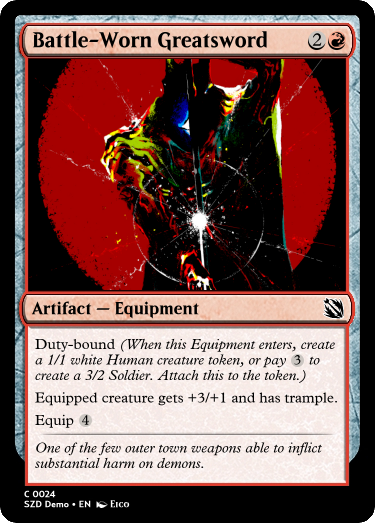 Battle-Worn Greatsword 2
Artifact — Equipment
Duty-bound (When this Equipment enters, create
a 1/1 white Human creature token, or pay 3 to
create a 3/2 Soldier. Attach this to the token.)
Equipped creature gets +3/+1 and has trample.
Equip 4
One of the few outer town weapons able to inflict
substantial harm on demons.
C 0024
SZD Demo • EN Eico